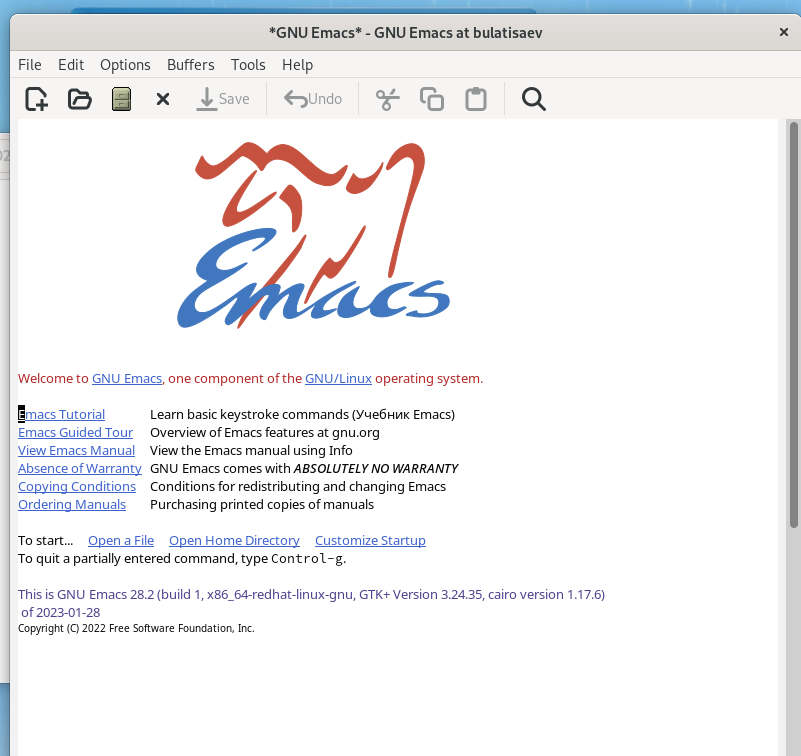 *GNU Emacs* - GNU Emacs at bulatisaev
File Edit Options Buffers Tools Help
Save Undo
Emacs
Welcome to GNU Emacs, one component of the GNU/Linux operating system.
Emacs Tutorial Learn basic keystroke commands (Учебник Emacs)
Emacs Guided Tour Overview of Emacs features at gnu.org
View Emacs Manual View the Emacs manual using Info
Absence of Warranty GNU Emacs comes with ABSOLUTELY NO WARRANTY
Copying Conditions Conditions for redistributing and changing Emacs
Ordering Manuals Purchasing printed copies of manuals
To start... Open a File Open Home Directory Customize Startup
To quit a partially entered command, type Control-g.
This is GNU Emacs 28.2 (build 1, x86_64-redhat-linux-gnu, GTK+ Version 3.24.35, cairo version 1.17.6)
of 2023-01-28
Copyright (C) 2022 Free Software Foundation, Inc.